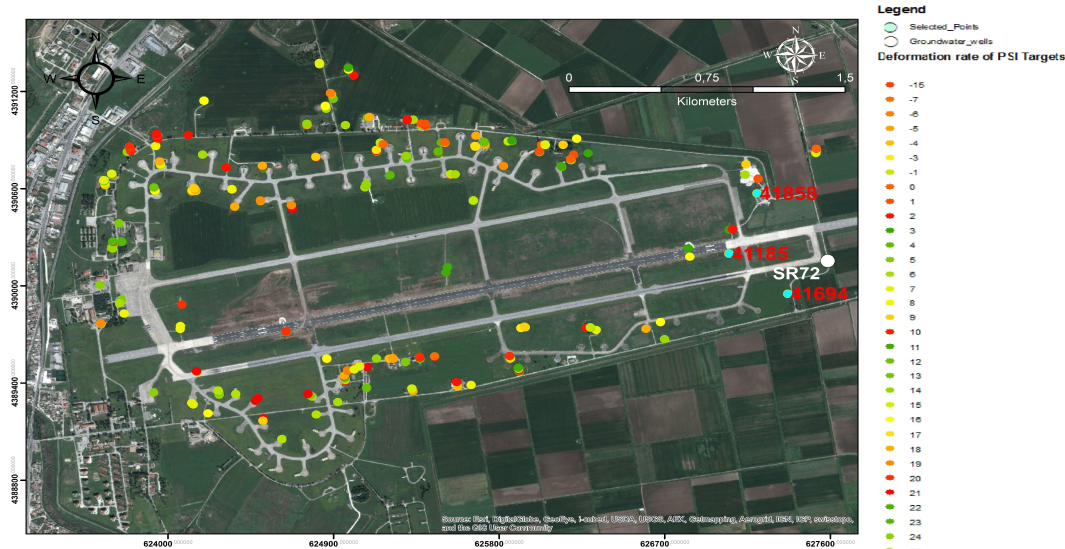 Legend
Selected_Points
Groundwater_wells
Deformation rate of PSI Targets
-15
-7
-6
-5
-4
-3
-1
0
1
2
3
4
5
6
7
8
9
10
11
12
13
14
15
16
17
18
19
20
21
22
23
24
N
W E
S
N
W E
S
0 0,75 1,5
Kilometers
41858
41185
SR72
41694
4391200
4390600
4390000
4389400
4388800
624000 624900 625800 626700 627600
Source: Esri, DigitalGlobe, GeoEye, i-cubed, USDA, USGS, AEX, Getmapping, Aerogrid, IGN, IGP, swisstopo,
and the GIS User Community